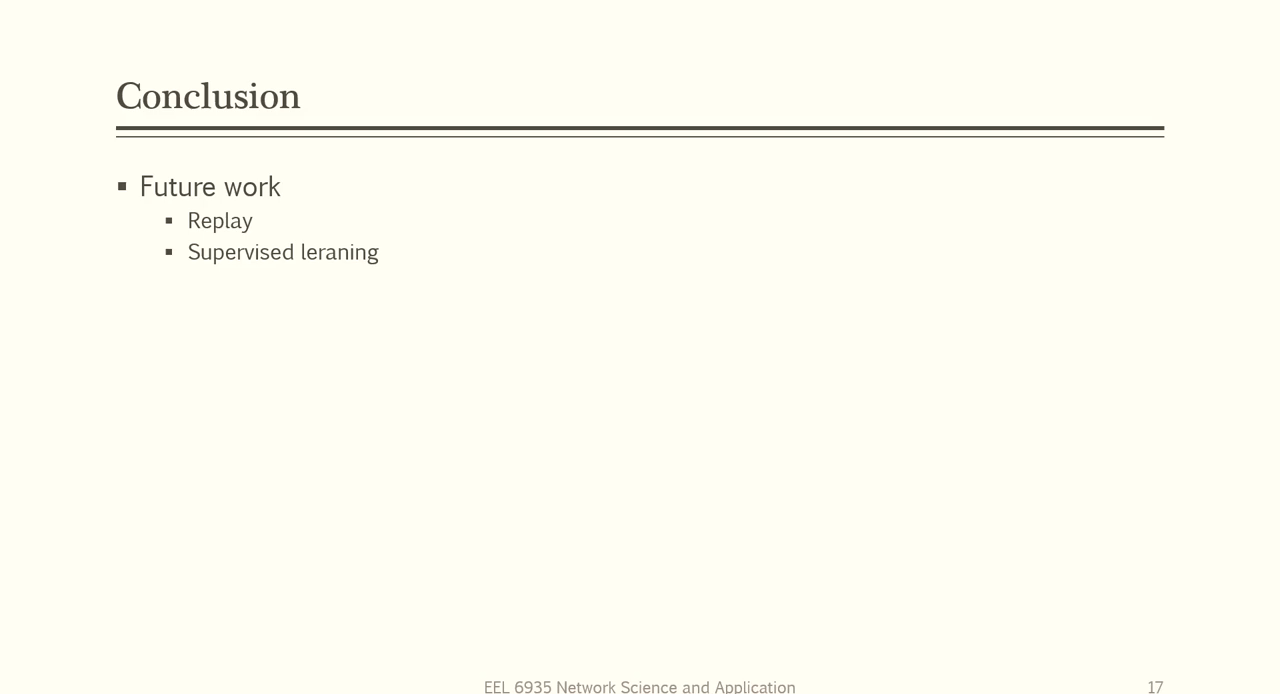 Conclusion
Future work
Replay
Supervised leraning
EEL 6935 Network Science and Application
17